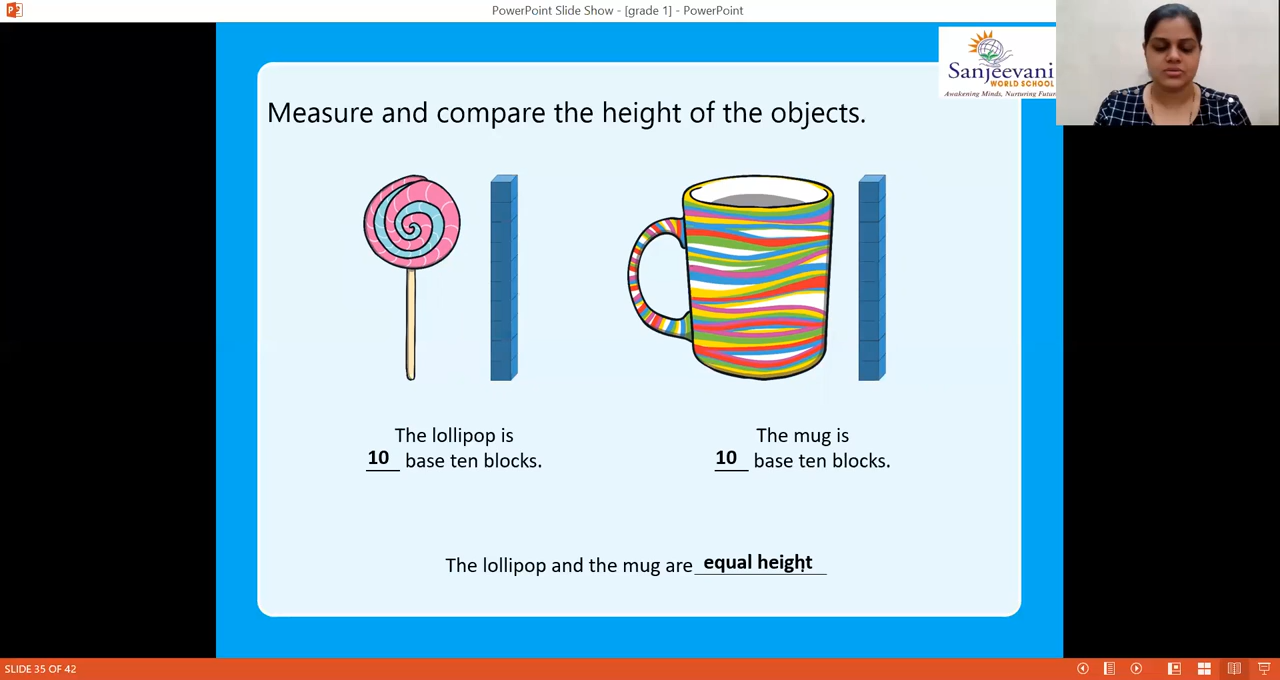 PowerPoint Slide Show - [grade 1] - PowerPoint
Sanjeevani
WORLD SCHOOL
Awakening Minds, Nurturing Futur
Measure and compare the height of the objects.
The lollipop is
10 base ten blocks.
The mug is
10 base ten blocks.
The lollipop and the mug are equal height
SLIDE 35 OF 42